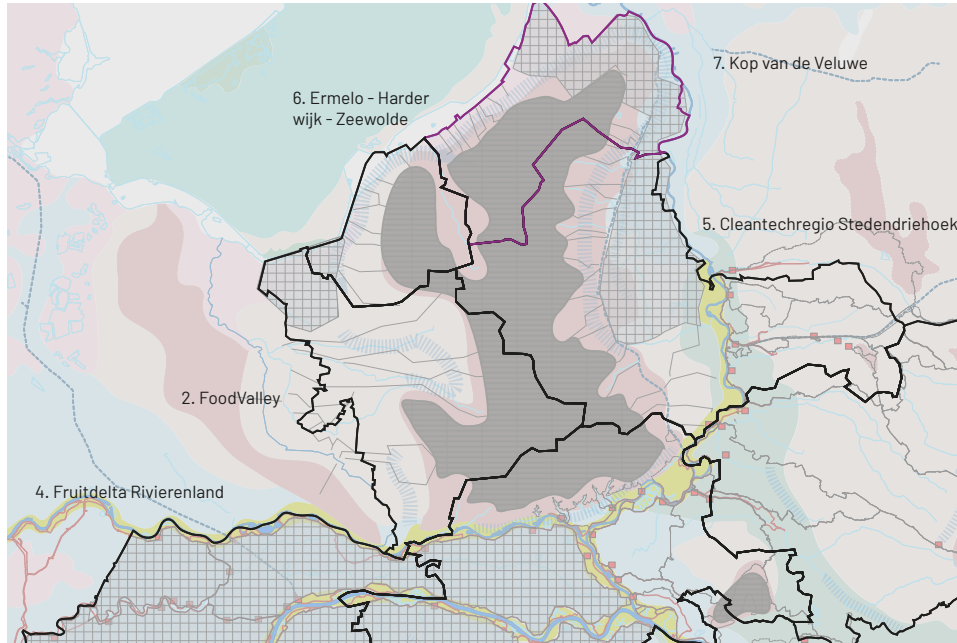 7. Kop van de Veluwe
6. Ermelo - Harder
wijk - Zeewolde
5. Cleantechregio Stedendriehoek
2. FoodValley
4. Fruitdelta Rivierenland